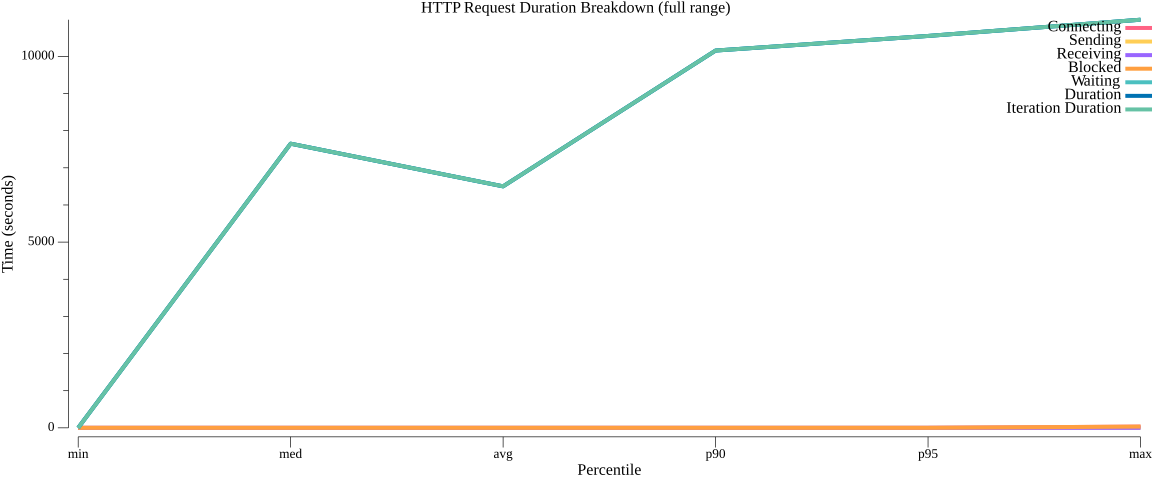 HTTP Request Duration Breakdown (full range)
Connecting
Sending
Receiving
Blocked
Waiting
Duration
Iteration Duration
10000
5000
0
Time (seconds)
min
med
avg
p90
p95
max
Percentile